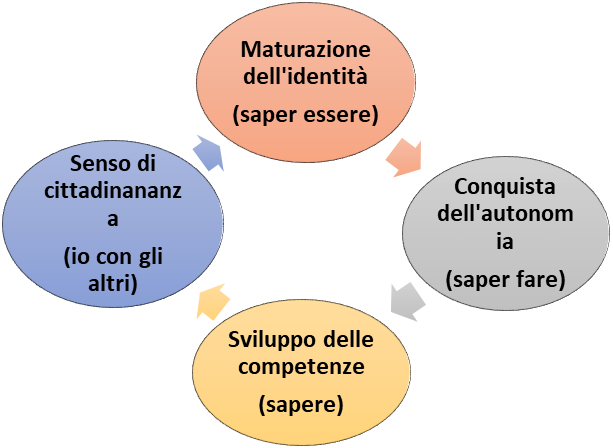 Maturazione
dell'identità
(saper essere)
Conquista
dell'autonom
ia
(saper fare)
Sviluppo delle
competenze
(sapere)
Senso di
cittadinananz
a
(io con gli
altri)